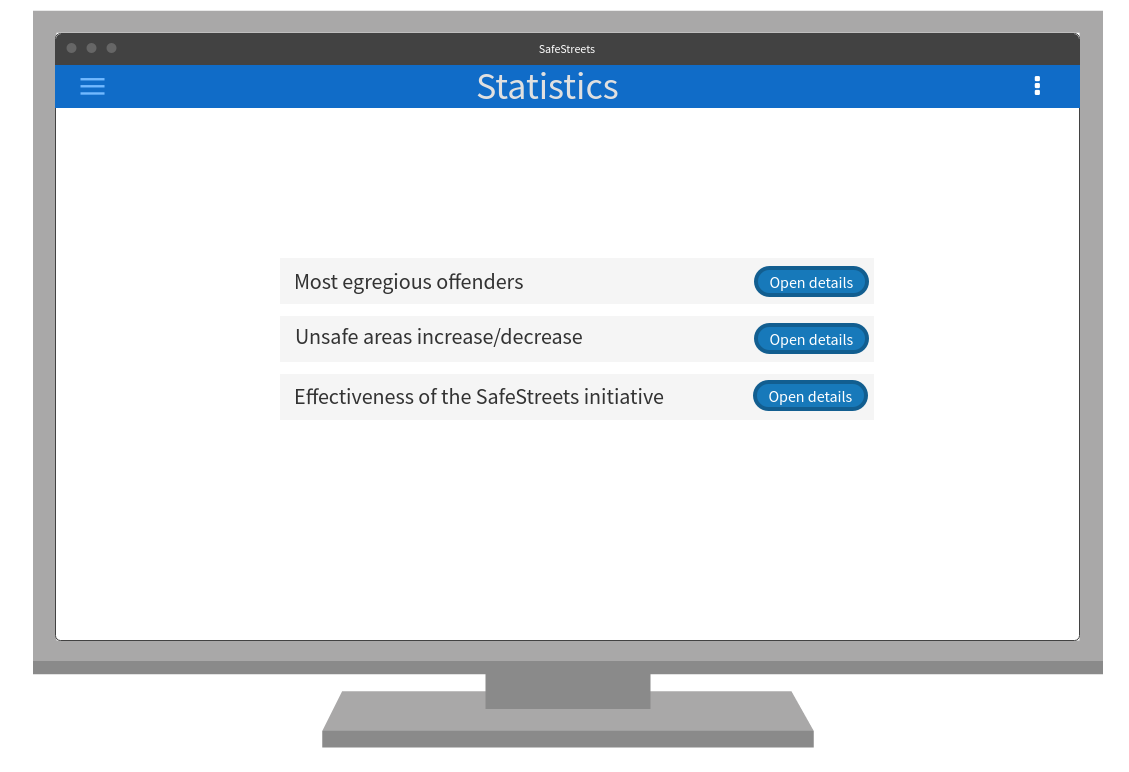 SafeStreets
Statistics
Most egregious offenders
Open details
Unsafe areas increase/decrease
Open details
Effectiveness of the SafeStreets initiative
Open details